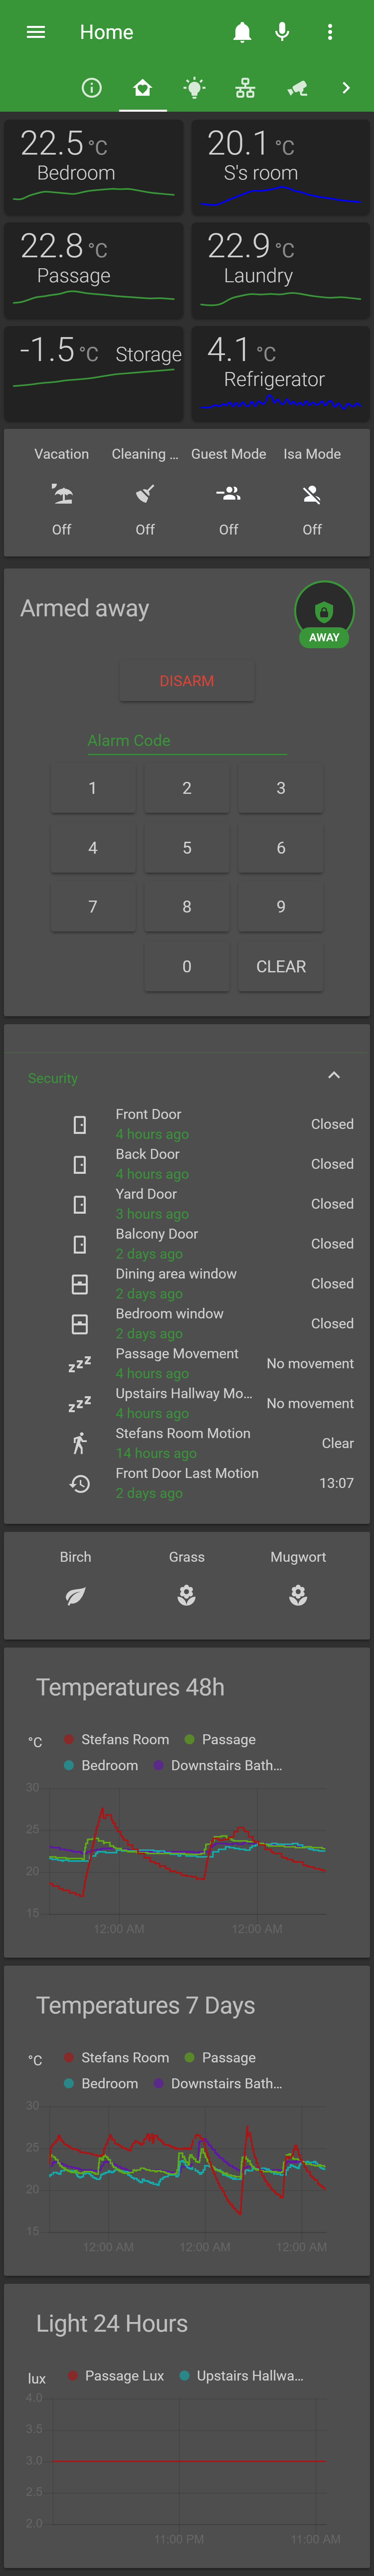 Home
22.5 °C
Bedroom
20.1 °C
S's room
22.8 °C
Passage
22.9 °C
Laundry
-1.5 °C Storage
4.1 °C
Refrigerator
Vacation Cleaning ... Guest Mode Isa Mode
Off Off Off Off
Armed away
AWAY
DISARM
Alarm Code
1 2 3
4 5 6
7 8 9
0 CLEAR
Security
Front Door
4 hours ago
Closed
Back Door
4 hours ago
Closed
Yard Door
3 hours ago
Closed
Balcony Door
2 days ago
Closed
Dining area window
2 days ago
Closed
Bedroom window
2 days ago
Closed
Passage Movement
4 hours ago
No movement
Upstairs Hallway Mo...
4 hours ago
No movement
Stefans Room Motion
14 hours ago
Clear
Front Door Last Motion
2 days ago
13:07
Birch Grass Mugwort
Temperatures 48h
°C
Stefans Room Passage
Bedroom Downstairs Bath...
30
25
20
15
12:00 AM 12:00 AM
Temperatures 7 Days
°C
Stefans Room Passage
Bedroom Downstairs Bath...
30
25
20
15
12:00 AM 12:00 AM 12:00 AM
Light 24 Hours
lux
Passage Lux Upstairs Hallwa...
4.0
3.5
3.0
2.5
2.0
11:00 PM 11:00 AM